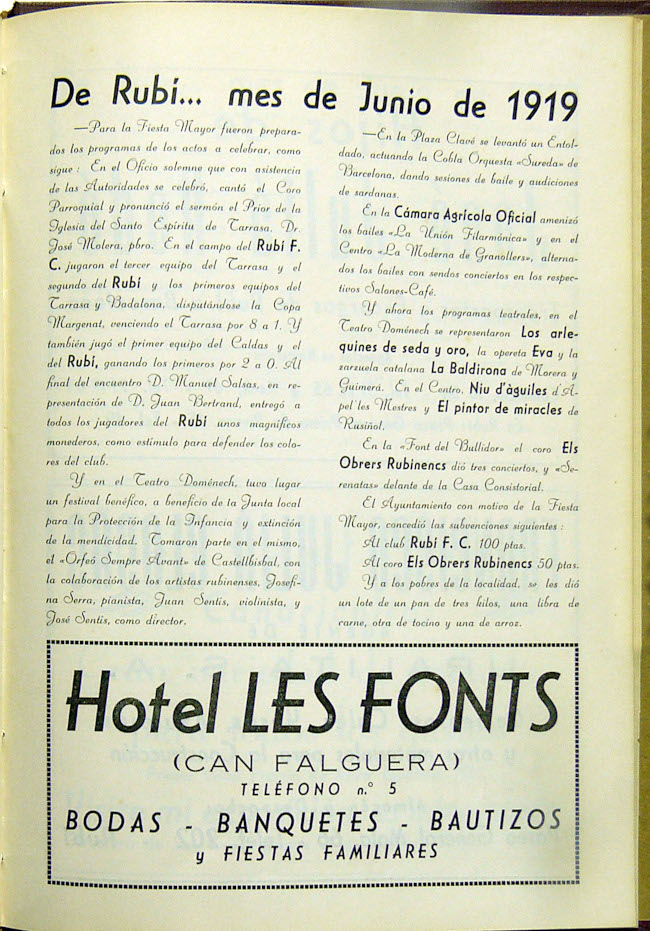 De Rubí... mes de Junio de 1919
—Para la Fiesta Mayor fueron prepara-
dos los programas de los actos a celebrar, como
sigue: En el Oficio solemne que con asistencia
de las Autoridades se celebró, cantó el Coro
Parroquial y pronunció el sermón el Prior de la
Iglesia del Santo Espíritu de Tarrasa, Dr.
José Molera, pbro. En el campo del Rubí F.
C. jugaron el tercer equipo del Tarrasa y el
segundo del Rubí y los primeros equipos del
Tarrasa y Badalona, disputándose la Copa
Margenat, venciendo el Tarrasa por 8 a 1. Y
también jugó el primer equipo del Caldas y el
del Rubí, ganando los primeros por 2 a 0. Al
final del encuentro D. Manuel Salsas, en re-
presentación de D. Juan Bertrand, entregó a
todos los jugadores del Rubí unos magníficos
monederos, como estímulo para defender los colo-
res del club.
Y en el Teatro Doménech, tuvo lugar
un festival benéfico, a beneficio de la Junta local
para la Protección de la Infancia y extinción
de la mendicidad. Tomaron parte en el mismo,
el «Orfeó Sempre Avant» de Castellbisbal, con
la colaboración de los artistas rubinenses, Josefi-
na Serra, pianista, Juan Sentís, violinista, y
José Sentís, como director.
—En la Plaza Clavé se levantó un Entol-
dado, actuando la Cobla Orquesta «Sureda» de
Barcelona, dando sesiones de baile y audiciones
de sardanas.
En la Cámara Agrícola Oficial amenizó
los bailes «La Unión Filarmónica» y en el
Centro «La Moderna de Granollers», alterna-
dos los bailes con sendos conciertos en los respec-
tivos Salones-Café.
Y ahora los programas teatrales, en el
Teatro Doménech se representaron Los arle-
quines de seda y oro, la opereta Eva y la
zarzuela catalana La Baldirona de Morera y
Guimerá. En el Centro, Niu d'àguiles d'A-
pel'les Mestres y El pintor de miracles de
Rusiñol.
En la «Font del Bullidor» el coro Els
Obrers Rubinencs dió tres conciertos, y «Se-
renatas» delante de la Casa Consistorial.
El Ayuntamiento con motivo de la Fiesta
Mayor, concedió las subvenciones siguientes:
Al club Rubí F. C. 100 ptas.
Al coro Els Obrers Rubinencs 50 ptas.
Y a los pobres de la localidad, se les dió
un lote de un pan de tres kilos, una libra de
carne, otra de tocino y una de arroz.
Hotel LES FONTS
(CAN FALGUERA)
TELÉFONO n.° 5
BODAS - BANQUETES - BAUTIZOS
y FIESTAS FAMILIARES